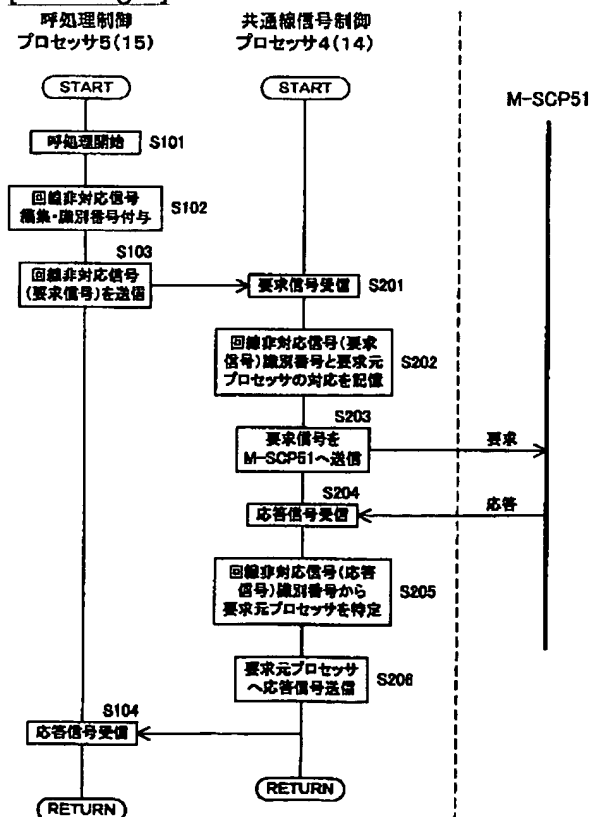 呼処理制御
プロセッサ5(15)
START
呼処理開始 S101
回線非対応信号
編集・識別番号付与
S102
S103
回線非対応信号
(要求信号)を送信
S104
応答信号受信
RETURN
共通線信号制御
プロセッサ4(14)
START
要求信号受信 S201
回線非対応信号(要求
信号)識別番号と要求元
プロセッサの対応を記憶
S202
S203
要求信号を
M-SCP51へ送信
要求
S204
応答信号受信
応答
回線非対応信号(応答
信号)識別番号から
要求元プロセッサを特定
S205
要求元プロセッサ
へ応答信号送信
S206
RETURN
M-SCP51